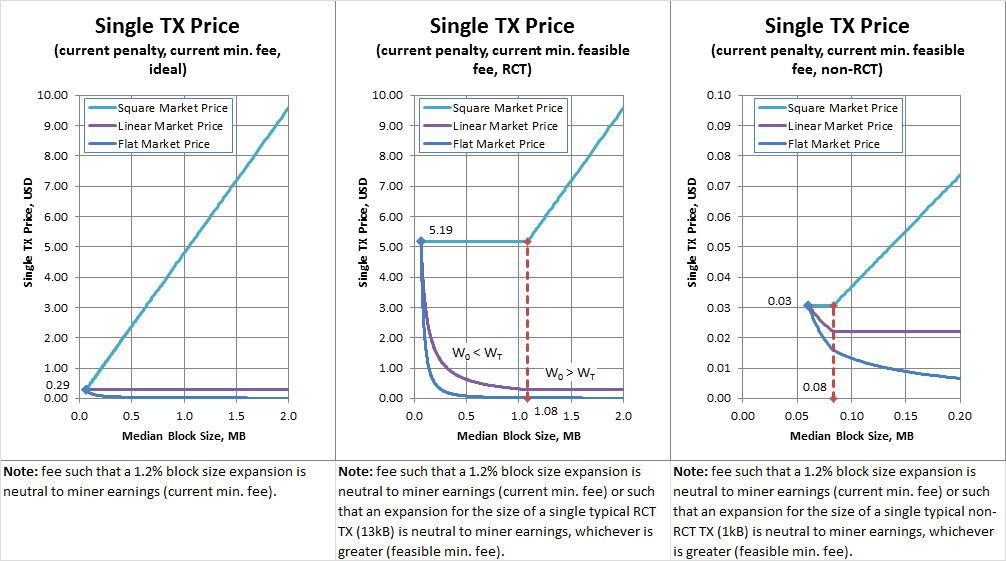 Single TX Price
(current penalty, current min. fee,
ideal)
10.00
9.00
8.00
7.00
6.00
5.00
4.00
3.00
2.00
1.00
0.00
Single TX Price, USD
Square Market Price
Linear Market Price
Flat Market Price
0.29
0.0
0.5
1.0
1.5
2.0
Median Block Size, MB
Note: fee such that a 1.2% block size expansion is
neutral to miner earnings (current min. fee).
Single TX Price
(current penalty, current min. feasible
fee, RCT)
10.00
9.00
8.00
7.00
6.00
5.00
4.00
3.00
2.00
1.00
0.00
Single TX Price, USD
Square Market Price
Linear Market Price
Flat Market Price
5.19
W0 < WT
W0 > WT
1.08
0.0
0.5
1.0
1.5
2.0
Median Block Size, MB
Note: fee such that a 1.2% block size expansion is
neutral to miner earnings (current min. fee) or such
that an expansion for the size of a single typical RCT
TX (13kB) is neutral to miner earnings, whichever is
greater (feasible min. fee).
Single TX Price
(current penalty, current min. feasible
fee, non-RCT)
0.10
0.09
0.08
0.07
0.06
0.05
0.04
0.03
0.02
0.01
0.00
Single TX Price, USD
Square Market Price
Linear Market Price
Flat Market Price
0.03
0.08
0.00
0.05
0.10
0.15
0.20
Median Block Size, MB
Note: fee such that a 1.2% block size expansion is
neutral to miner earnings (current min. fee) or such
that an expansion for the size of a single typical non-
RCT TX (1kB) is neutral to miner earnings, whichever
is greater (feasible min. fee).